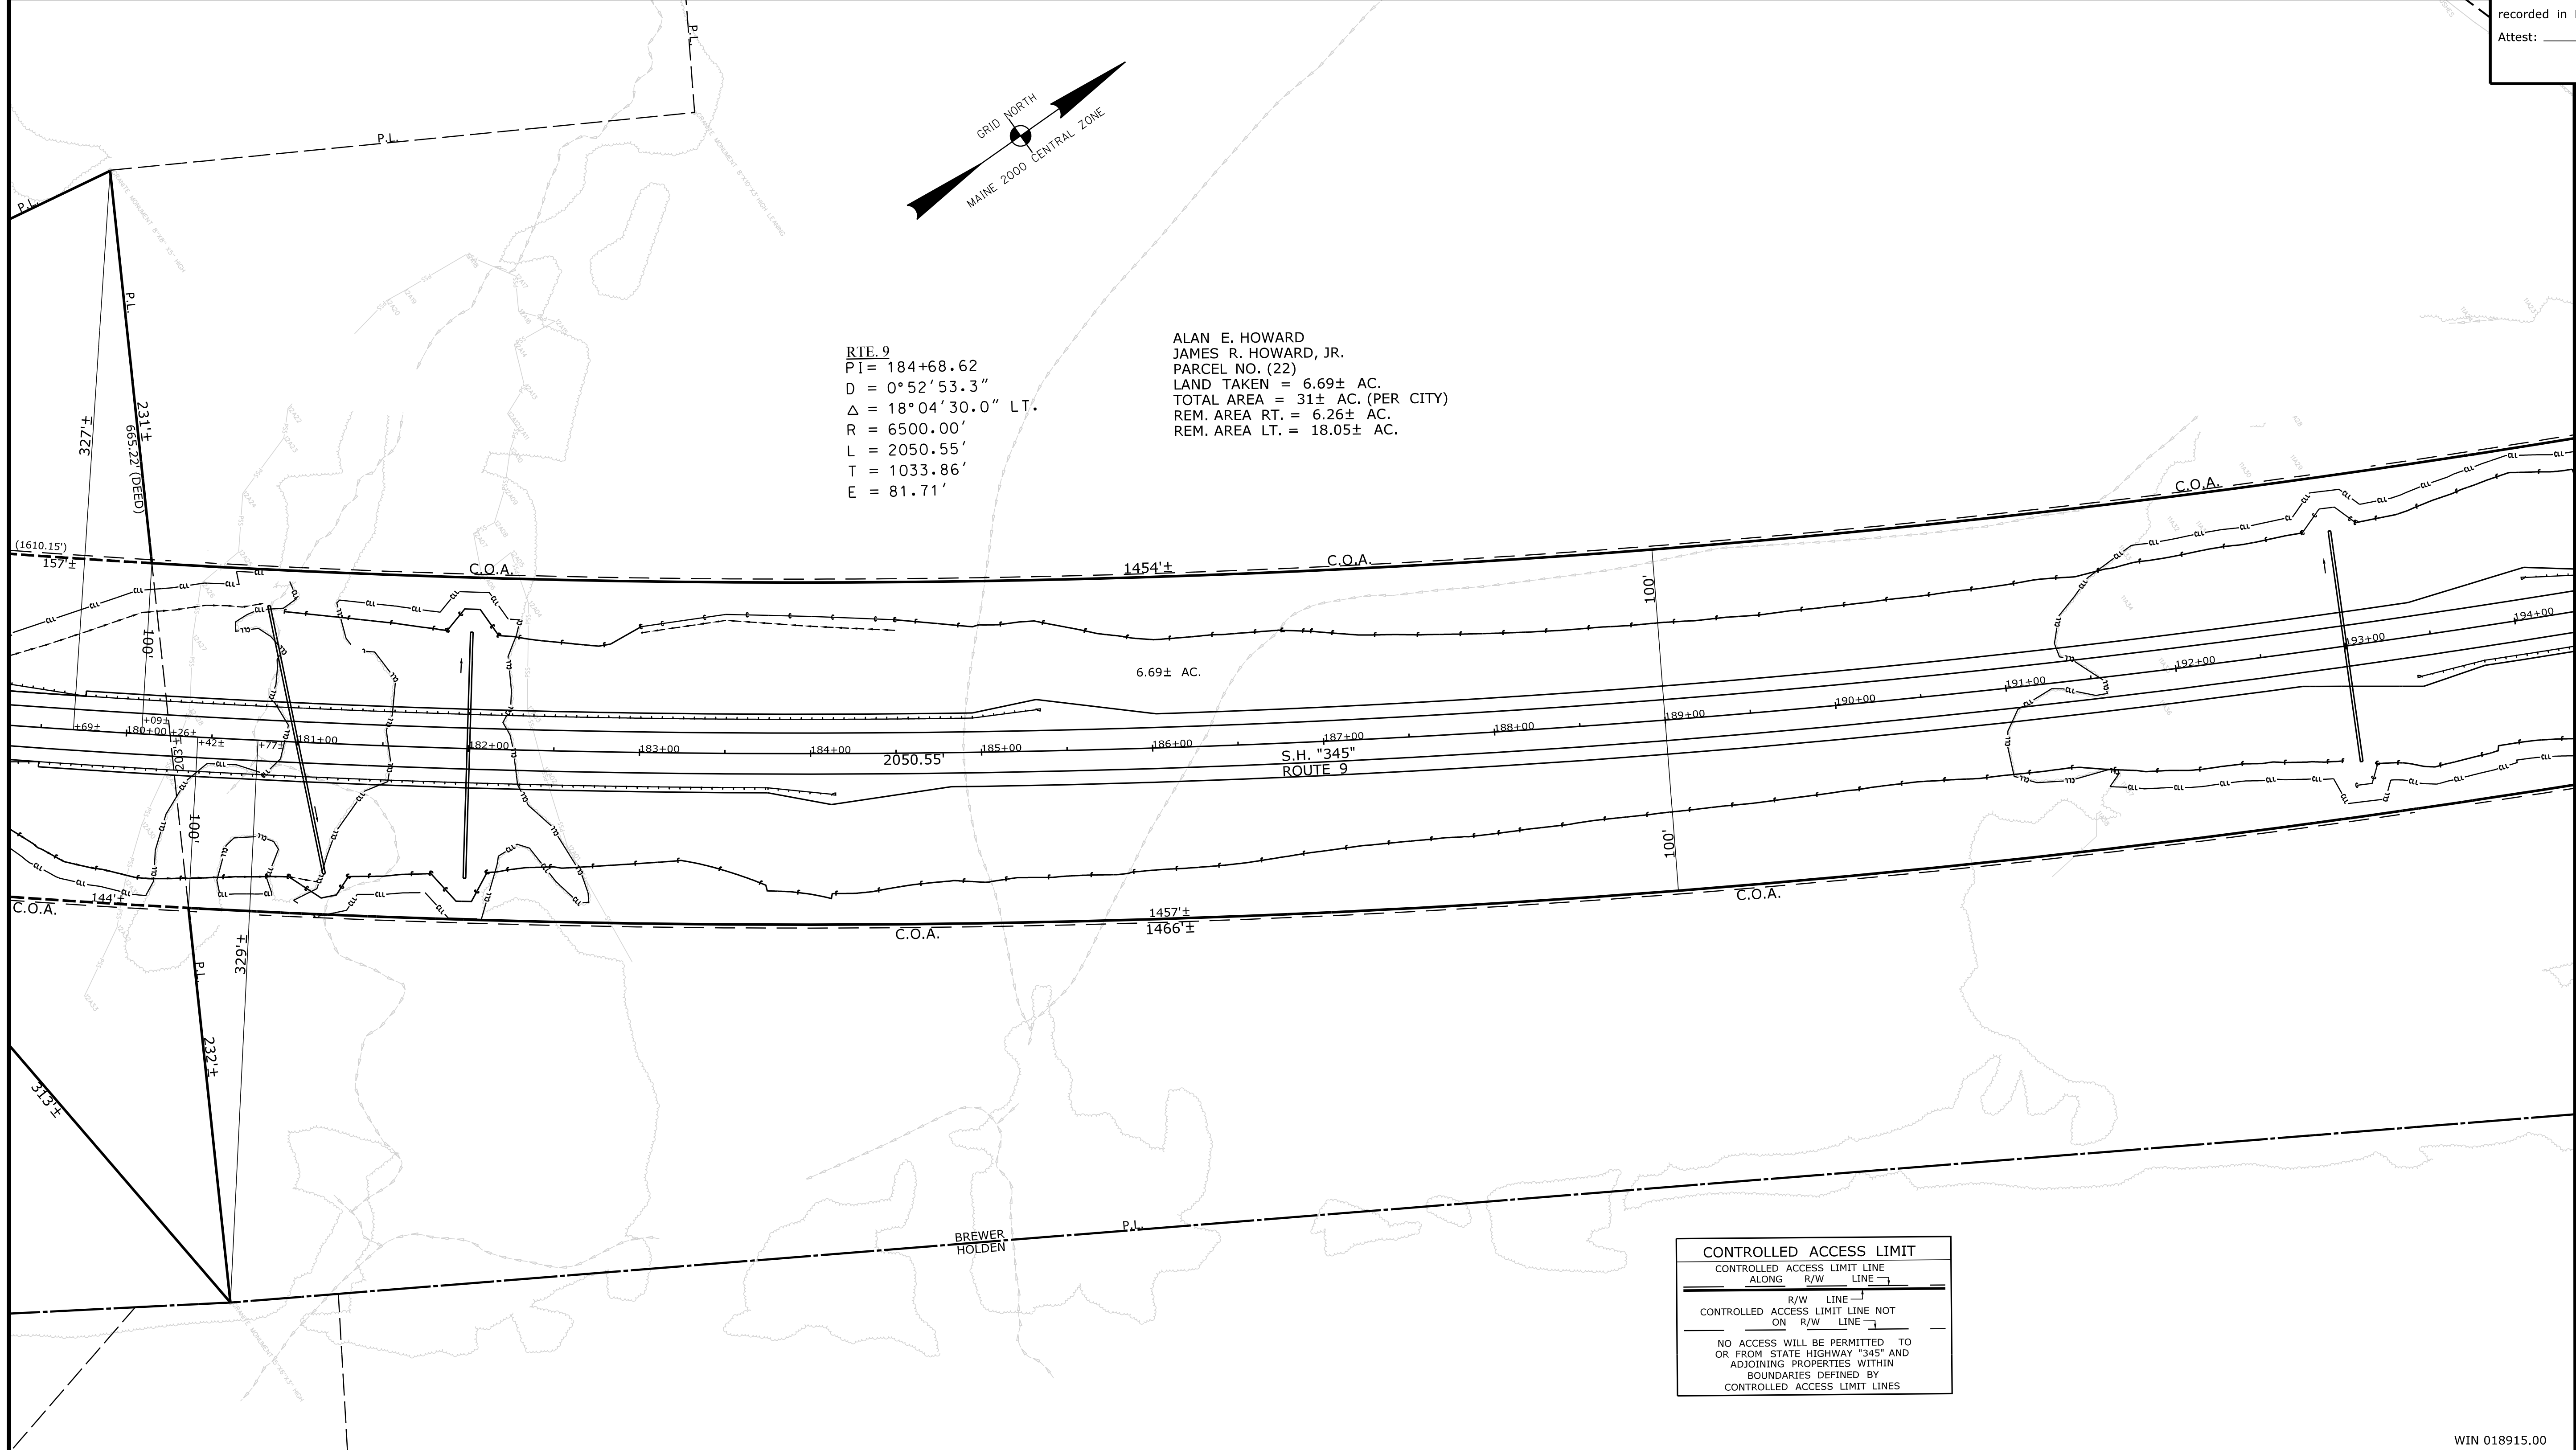 recorded in
Attest:
P.L.
P.L.
P.L.
GRID NORTH
MAINE 2000 CENTRAL ZONE
GRANITE MONUMENT 8"X8"X5" HIGH
P.L.
327'±
231'±
665.22' (DEED)
RTE. 9
PI= 184+68.62
D = 0°52'53.3"
Δ = 18°04'30.0" LT.
R = 6500.00'
L = 2050.55'
T = 1033.86'
E = 81.71'
ALAN E. HOWARD
JAMES R. HOWARD, JR.
PARCEL NO. (22)
LAND TAKEN = 6.69± AC.
TOTAL AREA = 31± AC. (PER CITY)
REM. AREA RT. = 6.26± AC.
REM. AREA LT. = 18.05± AC.
(1610.15')
157'±
C.O.A.
1454'±
C.O.A.
C.O.A.
100'
100'
6.69± AC.
+69±
180+00
+09±
+26±
+42±
+77±
181+00
182+00
183+00
184+00
185+00
186+00
187+00
188+00
189+00
190+00
191+00
192+00
193+00
194+00
203'±
2050.55'
S.H. "345"
ROUTE 9
100'
100'
144'±
C.O.A.
C.O.A.
1457'±
1466'±
C.O.A.
P.L.
329'±
232'±
313'±
BREWER
HOLDEN
P.L.
CONTROLLED ACCESS LIMIT
CONTROLLED ACCESS LIMIT LINE
ALONG R/W LINE
R/W LINE
CONTROLLED ACCESS LIMIT LINE NOT
ON R/W LINE
NO ACCESS WILL BE PERMITTED TO
OR FROM STATE HIGHWAY "345" AND
ADJOINING PROPERTIES WITHIN
BOUNDARIES DEFINED BY
CONTROLLED ACCESS LIMIT LINES
WIN 018915.00